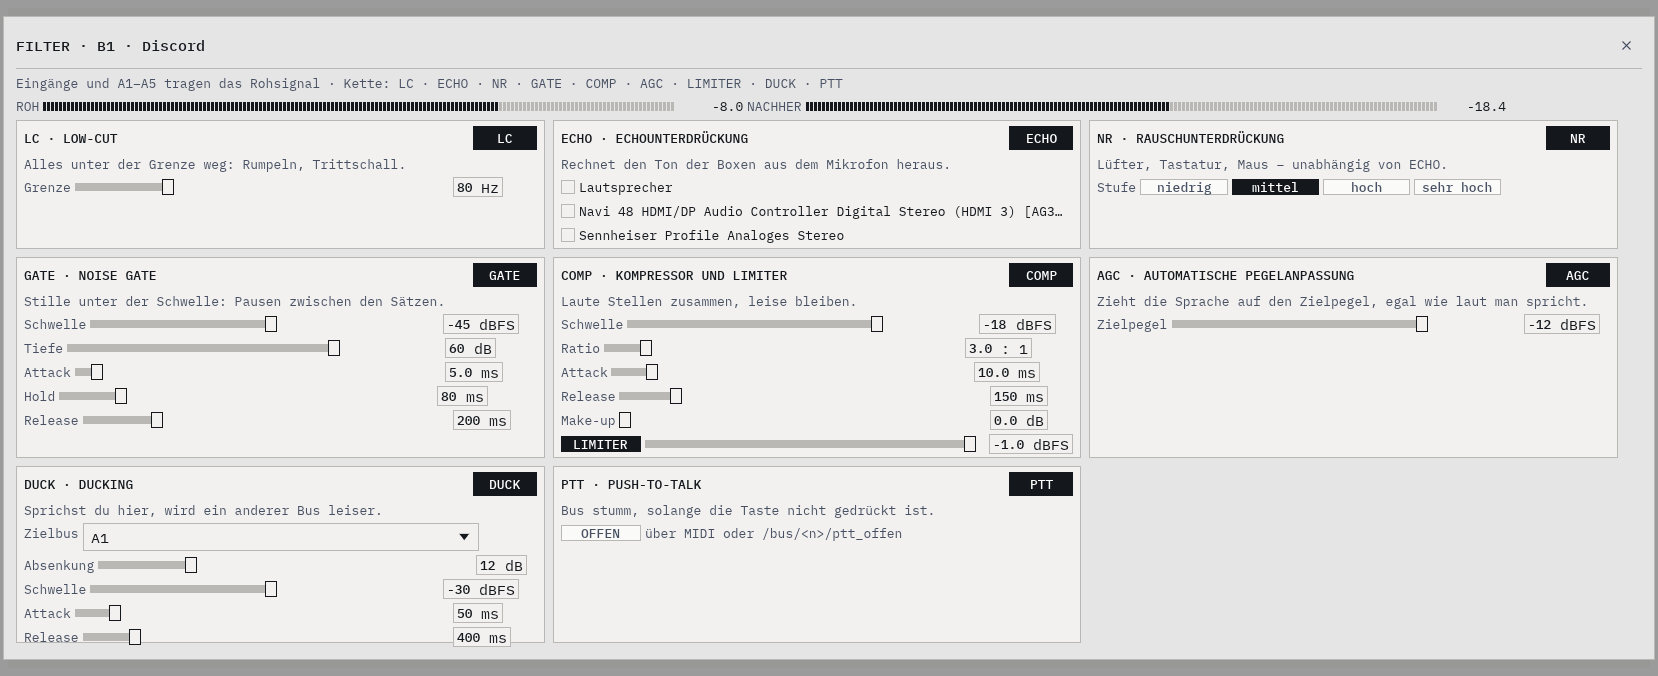 FILTER · B1 · Discord ×
Eingänge und A1–A5 tragen das Rohsignal · Kette: LC · ECHO · NR · GATE · COMP · AGC · LIMITER · DUCK · PTT
ROH -8.0 NACHHER -18.4
LC · LOW-CUT LC
Alles unter der Grenze weg: Rumpeln, Trittschall.
Grenze 80 Hz
ECHO · ECHOUNTERDRÜCKUNG ECHO
Rechnet den Ton der Boxen aus dem Mikrofon heraus.
Lautsprecher
Navi 48 HDMI/DP Audio Controller Digital Stereo (HDMI 3) [AG3…
Sennheiser Profile Analoges Stereo
NR · RAUSCHUNTERDRÜCKUNG NR
Lüfter, Tastatur, Maus – unabhängig von ECHO.
Stufe niedrig mittel hoch sehr hoch
GATE · NOISE GATE GATE
Stille unter der Schwelle: Pausen zwischen den Sätzen.
Schwelle -45 dBFS
Tiefe 60 dB
Attack 5.0 ms
Hold 80 ms
Release 200 ms
COMP · KOMPRESSOR UND LIMITER COMP
Laute Stellen zusammen, leise bleiben.
Schwelle -18 dBFS
Ratio 3.0 : 1
Attack 10.0 ms
Release 150 ms
Make-up 0.0 dB
LIMITER -1.0 dBFS
AGC · AUTOMATISCHE PEGELANPASSUNG AGC
Zieht die Sprache auf den Zielpegel, egal wie laut man spricht.
Zielpegel -12 dBFS
DUCK · DUCKING DUCK
Sprichst du hier, wird ein anderer Bus leiser.
Zielbus A1
Absenkung 12 dB
Schwelle -30 dBFS
Attack 50 ms
Release 400 ms
PTT · PUSH-TO-TALK PTT
Bus stumm, solange die Taste nicht gedrückt ist.
OFFEN über MIDI oder /bus/<n>/ptt_offen